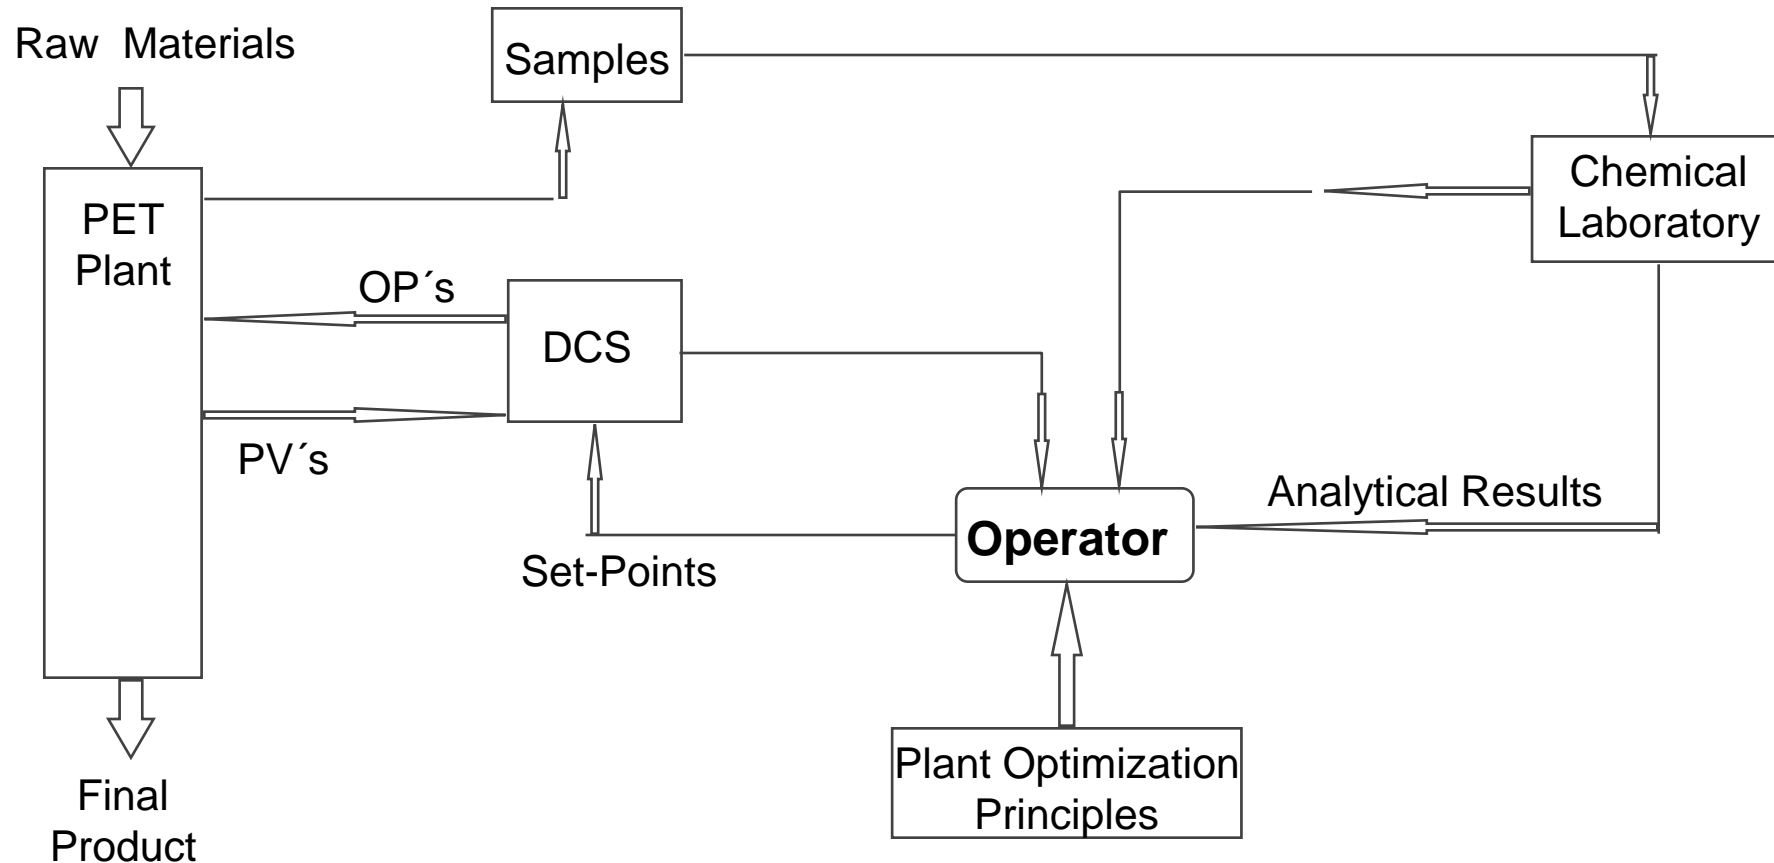 Raw Materials
Samples
Chemical
Laboratory
PET
Plant
OP´s
DCS
PV´s
Analytical Results
Operator
Set-Points
Plant Optimization
Principles
Final
Product